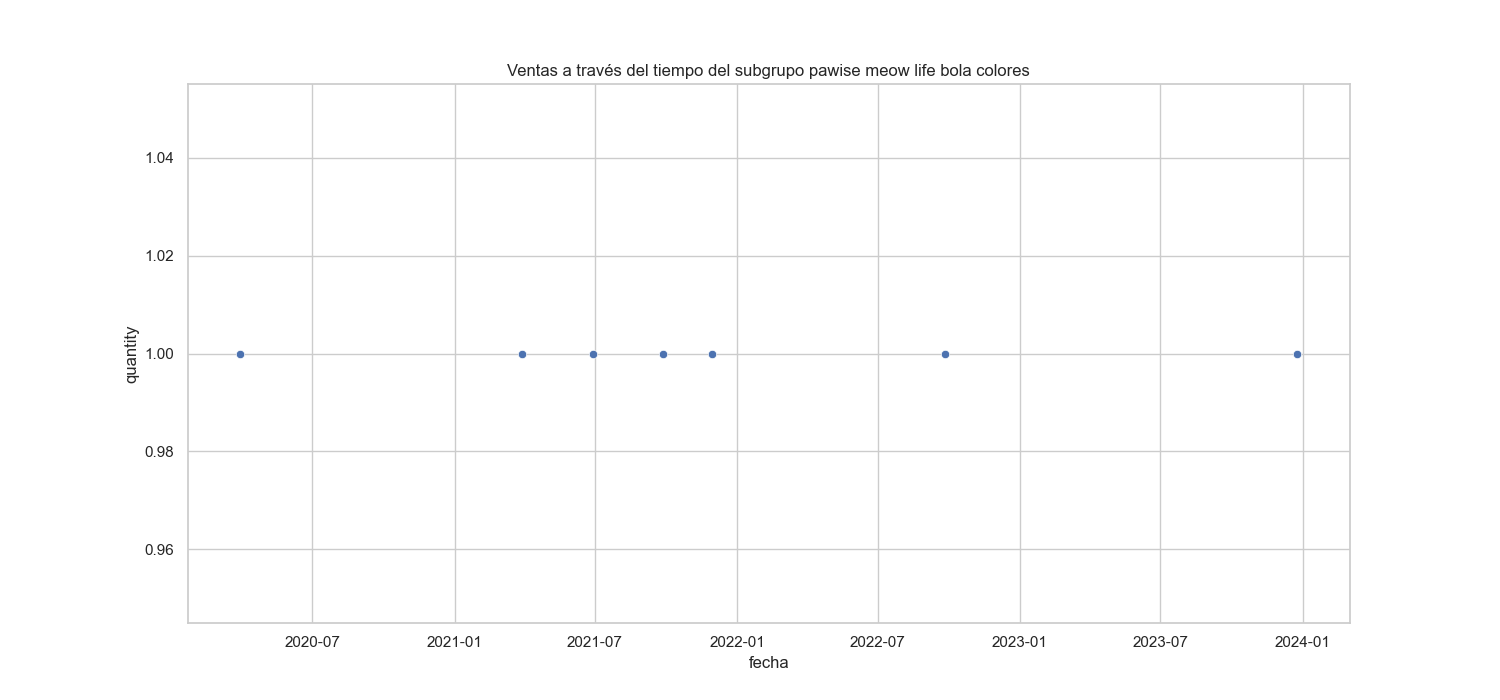 Ventas a través del tiempo del subgrupo pawise meow life bola colores
1.04
1.02
1.00
0.98
0.96
quantity
2020-07 2021-01 2021-07 2022-01 2022-07 2023-01 2023-07 2024-01
fecha